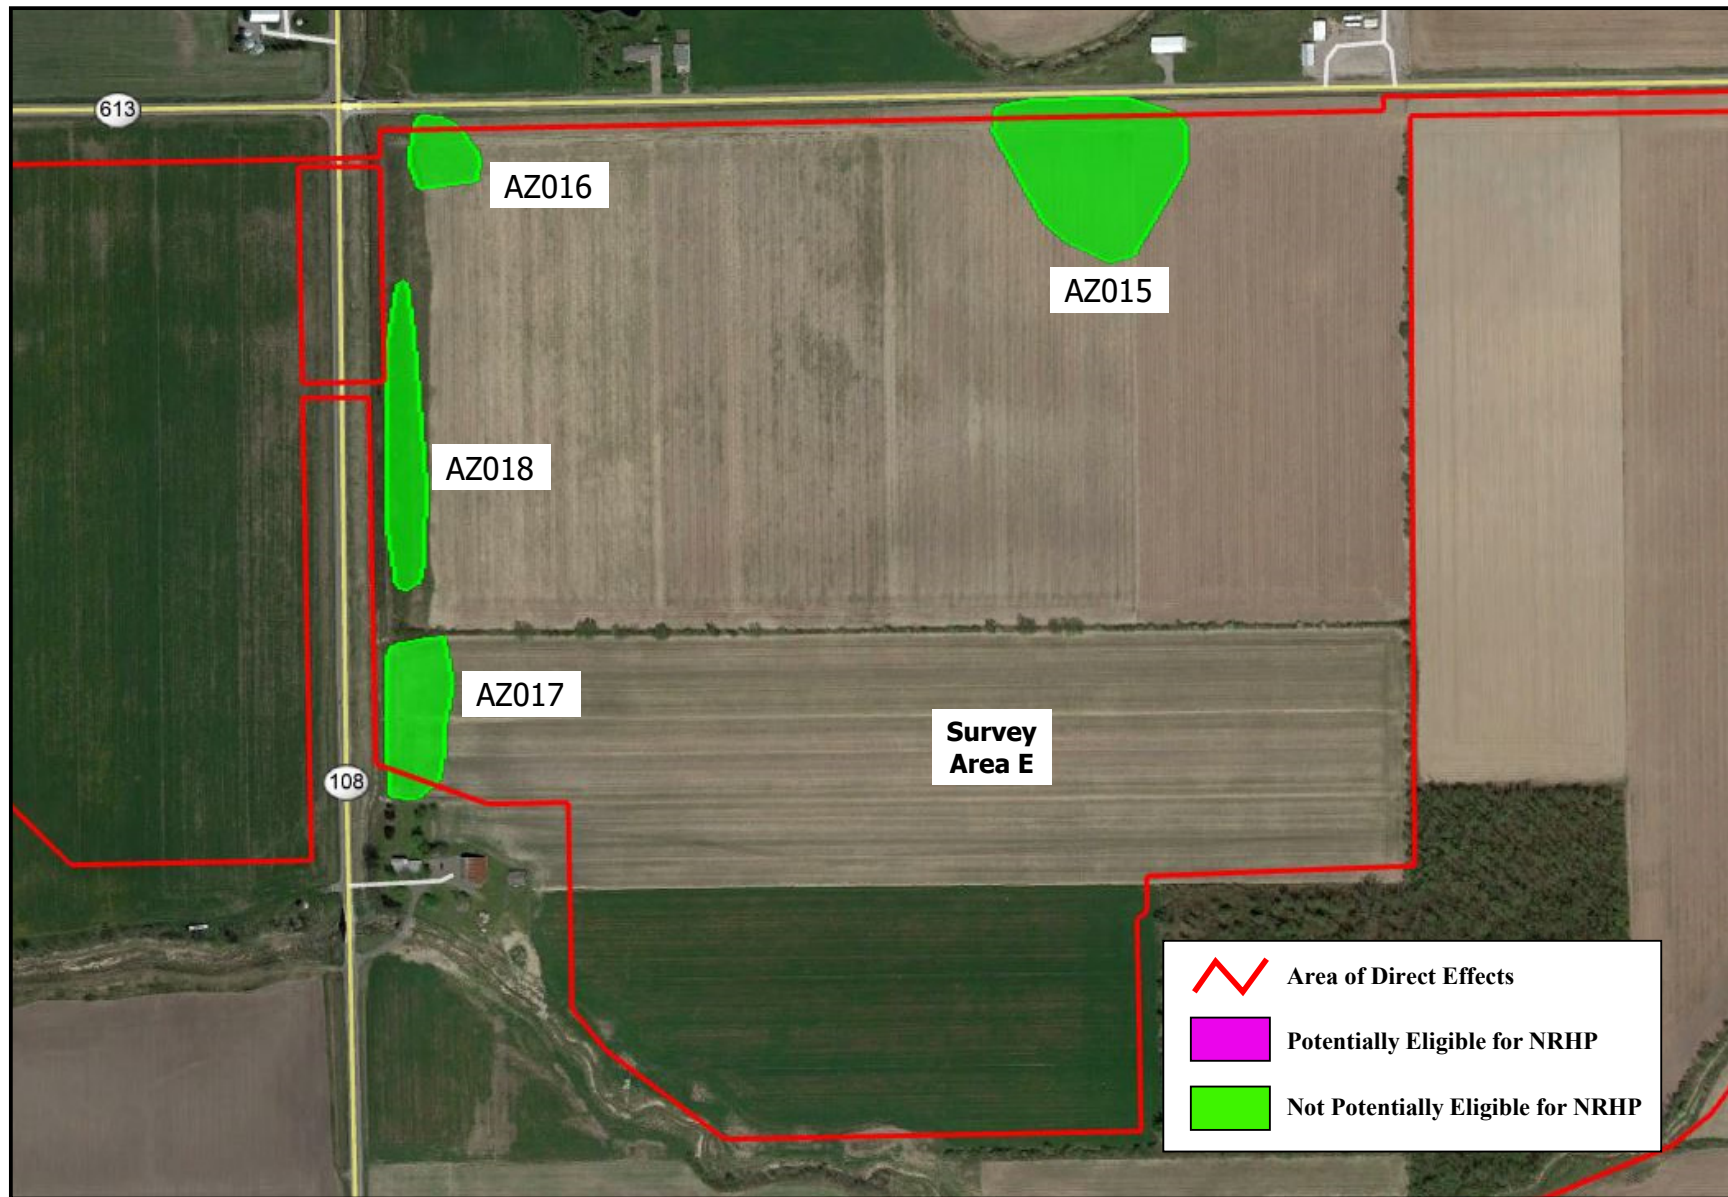 613
AZ016
AZ015
AZ018
AZ017
Survey
Area E
108
Area of Direct Effects
Potentially Eligible for NRHP
Not Potentially Eligible for NRHP